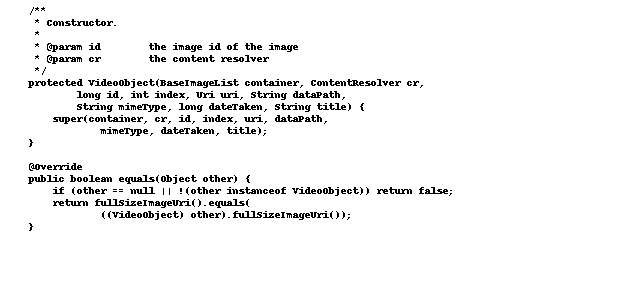 /**
 * Constructor.
 *
 * @param id        the image id of the image
 * @param cr        the content resolver
 */
protected VideoObject(BaseImageList container, ContentResolver cr,
        long id, int index, Uri uri, String dataPath,
        String mimeType, long dateTaken, String title) {
    super(container, cr, id, index, uri, dataPath,
            mimeType, dateTaken, title);
}

@Override
public boolean equals(Object other) {
    if (other == null || !(other instanceof VideoObject)) return false;
    return fullSizeImageUri().equals(
            ((VideoObject) other).fullSizeImageUri());
}